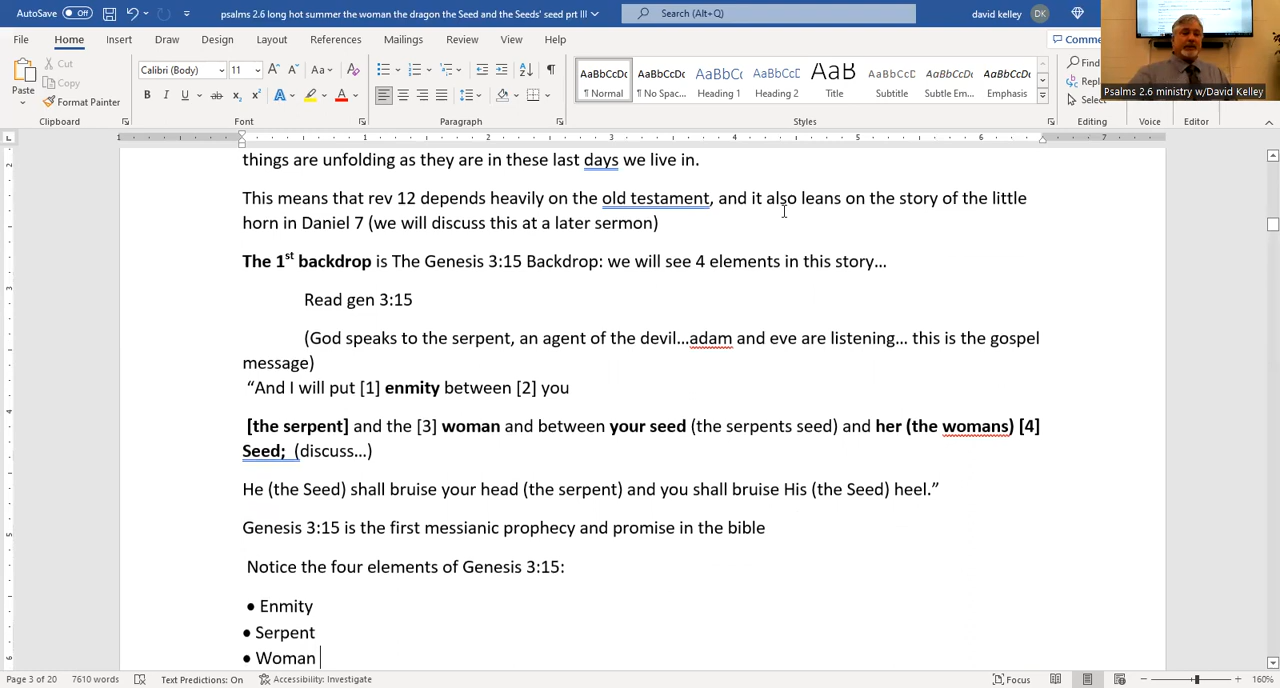 AutoSave Off psalms 2.6 long hot summer the woman the dragon the Seed and the Seeds' seed prt lll Search (Alt+Q) david kelley DK
File Home Insert Draw Design Layout References Mailings Review View Help Comme
Paste Cut Copy Format Painter
Calibri (Body) 11
AaBbCcDc AaBbCcDc AaBbCc AaBbCcD AaB AaBbCcD AaBbCcDc AaBbCcDc
¶ Normal ¶ No Spac... Heading 1 Heading 2 Title Subtitle Subtle Em... Emphasis
Find
Repl
Select
Psalms 2.6 ministry w/David Kelley
Clipboard Font Paragraph Styles Editing Voice Editor
1 1 2 3 4 5 6 7
things are unfolding as they are in these last days we live in.
This means that rev 12 depends heavily on the old testament, and it also leans on the story of the little
horn in Daniel 7 (we will discuss this at a later sermon)
The 1st backdrop is The Genesis 3:15 Backdrop: we will see 4 elements in this story…
Read gen 3:15
(God speaks to the serpent, an agent of the devil…adam and eve are listening… this is the gospel
message)
“And I will put [1] enmity between [2] you
[the serpent] and the [3] woman and between your seed (the serpents seed) and her (the womans) [4]
Seed; (discuss…)
He (the Seed) shall bruise your head (the serpent) and you shall bruise His (the Seed) heel.”
Genesis 3:15 is the first messianic prophecy and promise in the bible
Notice the four elements of Genesis 3:15:
● Enmity
● Serpent
● Woman
Page 3 of 20 7610 words Text Predictions: On Accessibility: Investigate Focus 160%